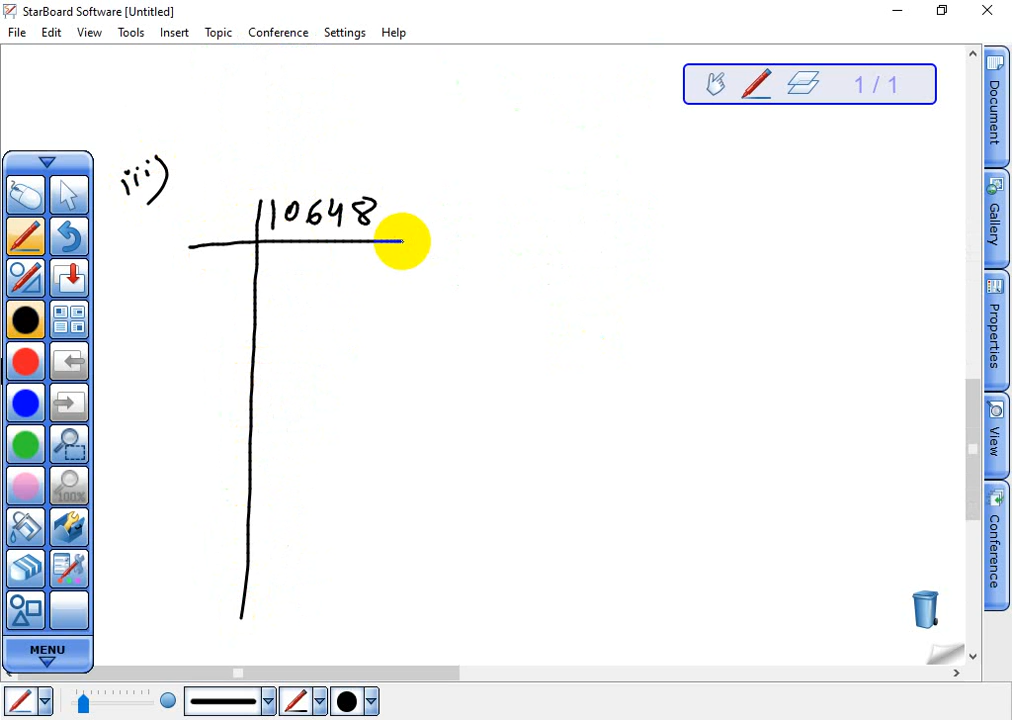 StarBoard Software [Untitled]
File Edit View Tools Insert Topic Conference Settings Help
1 / 1
iii)
10648
100%
MENU
Document
Gallery
Properties
View
Conference